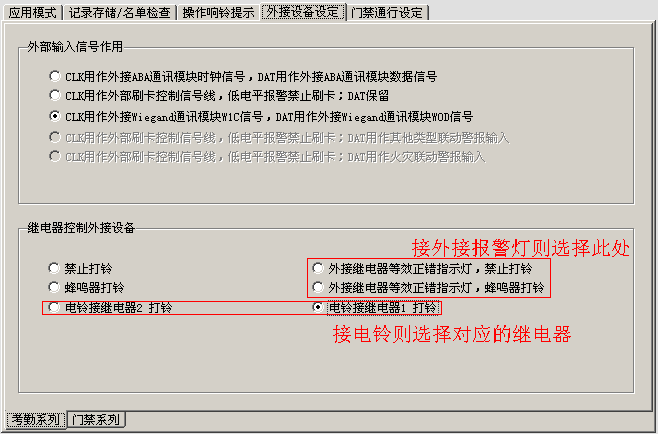 应用模式 记录存储/名单检查 操作响铃提示 外接设备设定 门禁通行设定
外部输入信号作用
CLK用作外接ABA通讯模块时钟信号，DAT用作外接ABA通讯模块数据信号
CLK用作外部刷卡控制信号线，低电平报警禁止刷卡；DAT保留
CLK用作外接Wiegand通讯模块W1C信号，DAT用作外接Wiegand通讯模块W0D信号
CLK用作外部刷卡控制信号线，低电平报警禁止刷卡；DAT用作其他类型联动警报输入
CLK用作外部刷卡控制信号线，低电平报警禁止刷卡；DAT用作火灾联动警报输入
继电器控制外接设备
接外接报警灯则选择此处
禁止打铃 外接继电器等效正错指示灯，禁止打铃
蜂鸣器打铃 外接继电器等效正错指示灯，蜂鸣器打铃
电铃接继电器2 打铃 电铃接继电器1 打铃
接电铃则选择对应的继电器
考勤系列 门禁系列